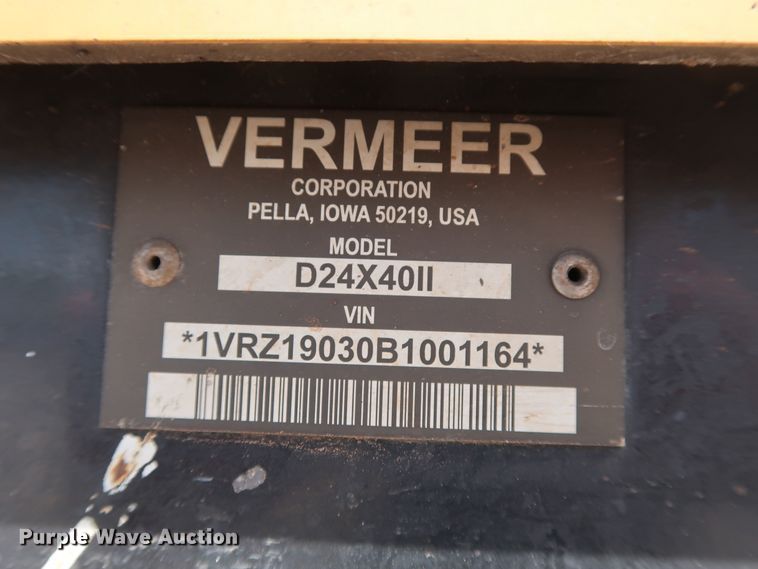 VERMEER
CORPORATION
PELLA, IOWA 50219, USA
MODEL
D24X40II
VIN
*1VRZ19030B1001164*
Purple Wave Auction